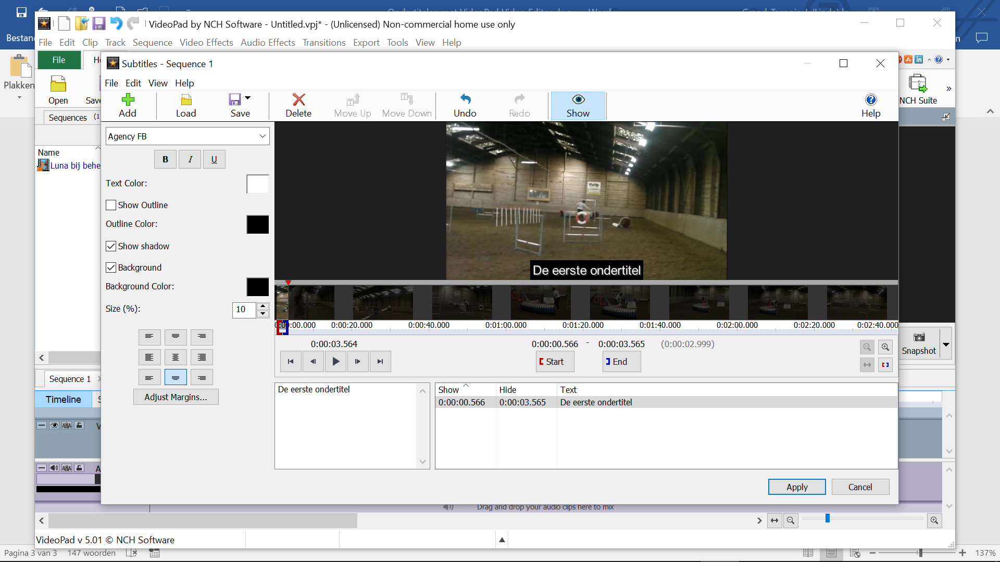 Bestan
Plakken
VideoPad by NCH Software - Untitled.vpj* - (Unlicensed) Non-commercial home use only
File Edit Clip Track Sequence Video Effects Audio Effects Transitions Export Tools View Help
File
Open
NCH Suite
Sequences (1
Name
Luna bij behe
Subtitles - Sequence 1
File Edit View Help
Add Load Save Delete Move Up Move Down Undo Redo Show Help
Agency FB
B I U
Text Color:
Show Outline
Outline Color:
Show shadow
Background
Background Color:
Size (%): 10
Adjust Margins...
De eerste ondertitel
0:00:00.000 0:00:20.000 0:00:40.000 0:01:00.000 0:01:20.000 0:01:40.000 0:02:00.000 0:02:20.000 0:02:40.000
0:00:03.564 0:00:00.566 - 0:00:03.565 (0:00:02.999)
Start End
Snapshot
De eerste ondertitel
Show Hide Text
0:00:00.566 0:00:03.565 De eerste ondertitel
Apply Cancel
Sequence 1
Timeline
Drag and drop your audio clips here to mix
VideoPad v 5.01 © NCH Software
Pagina 3 van 3 147 woorden 137%